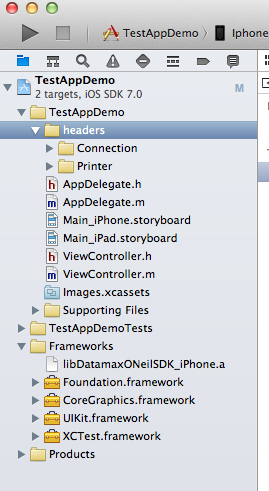 TestAppDemo
Iphone
TestAppDemo
2 targets, iOS SDK 7.0
M
TestAppDemo
headers
Connection
Printer
h AppDelegate.h
m AppDelegate.m
Main_iPhone.storyboard
Main_iPad.storyboard
h ViewController.h
m ViewController.m
Images.xcassets
Supporting Files
TestAppDemoTests
Frameworks
libDatamaxONeilSDK_iPhone.a
Foundation.framework
CoreGraphics.framework
UIKit.framework
XCTest.framework
Products